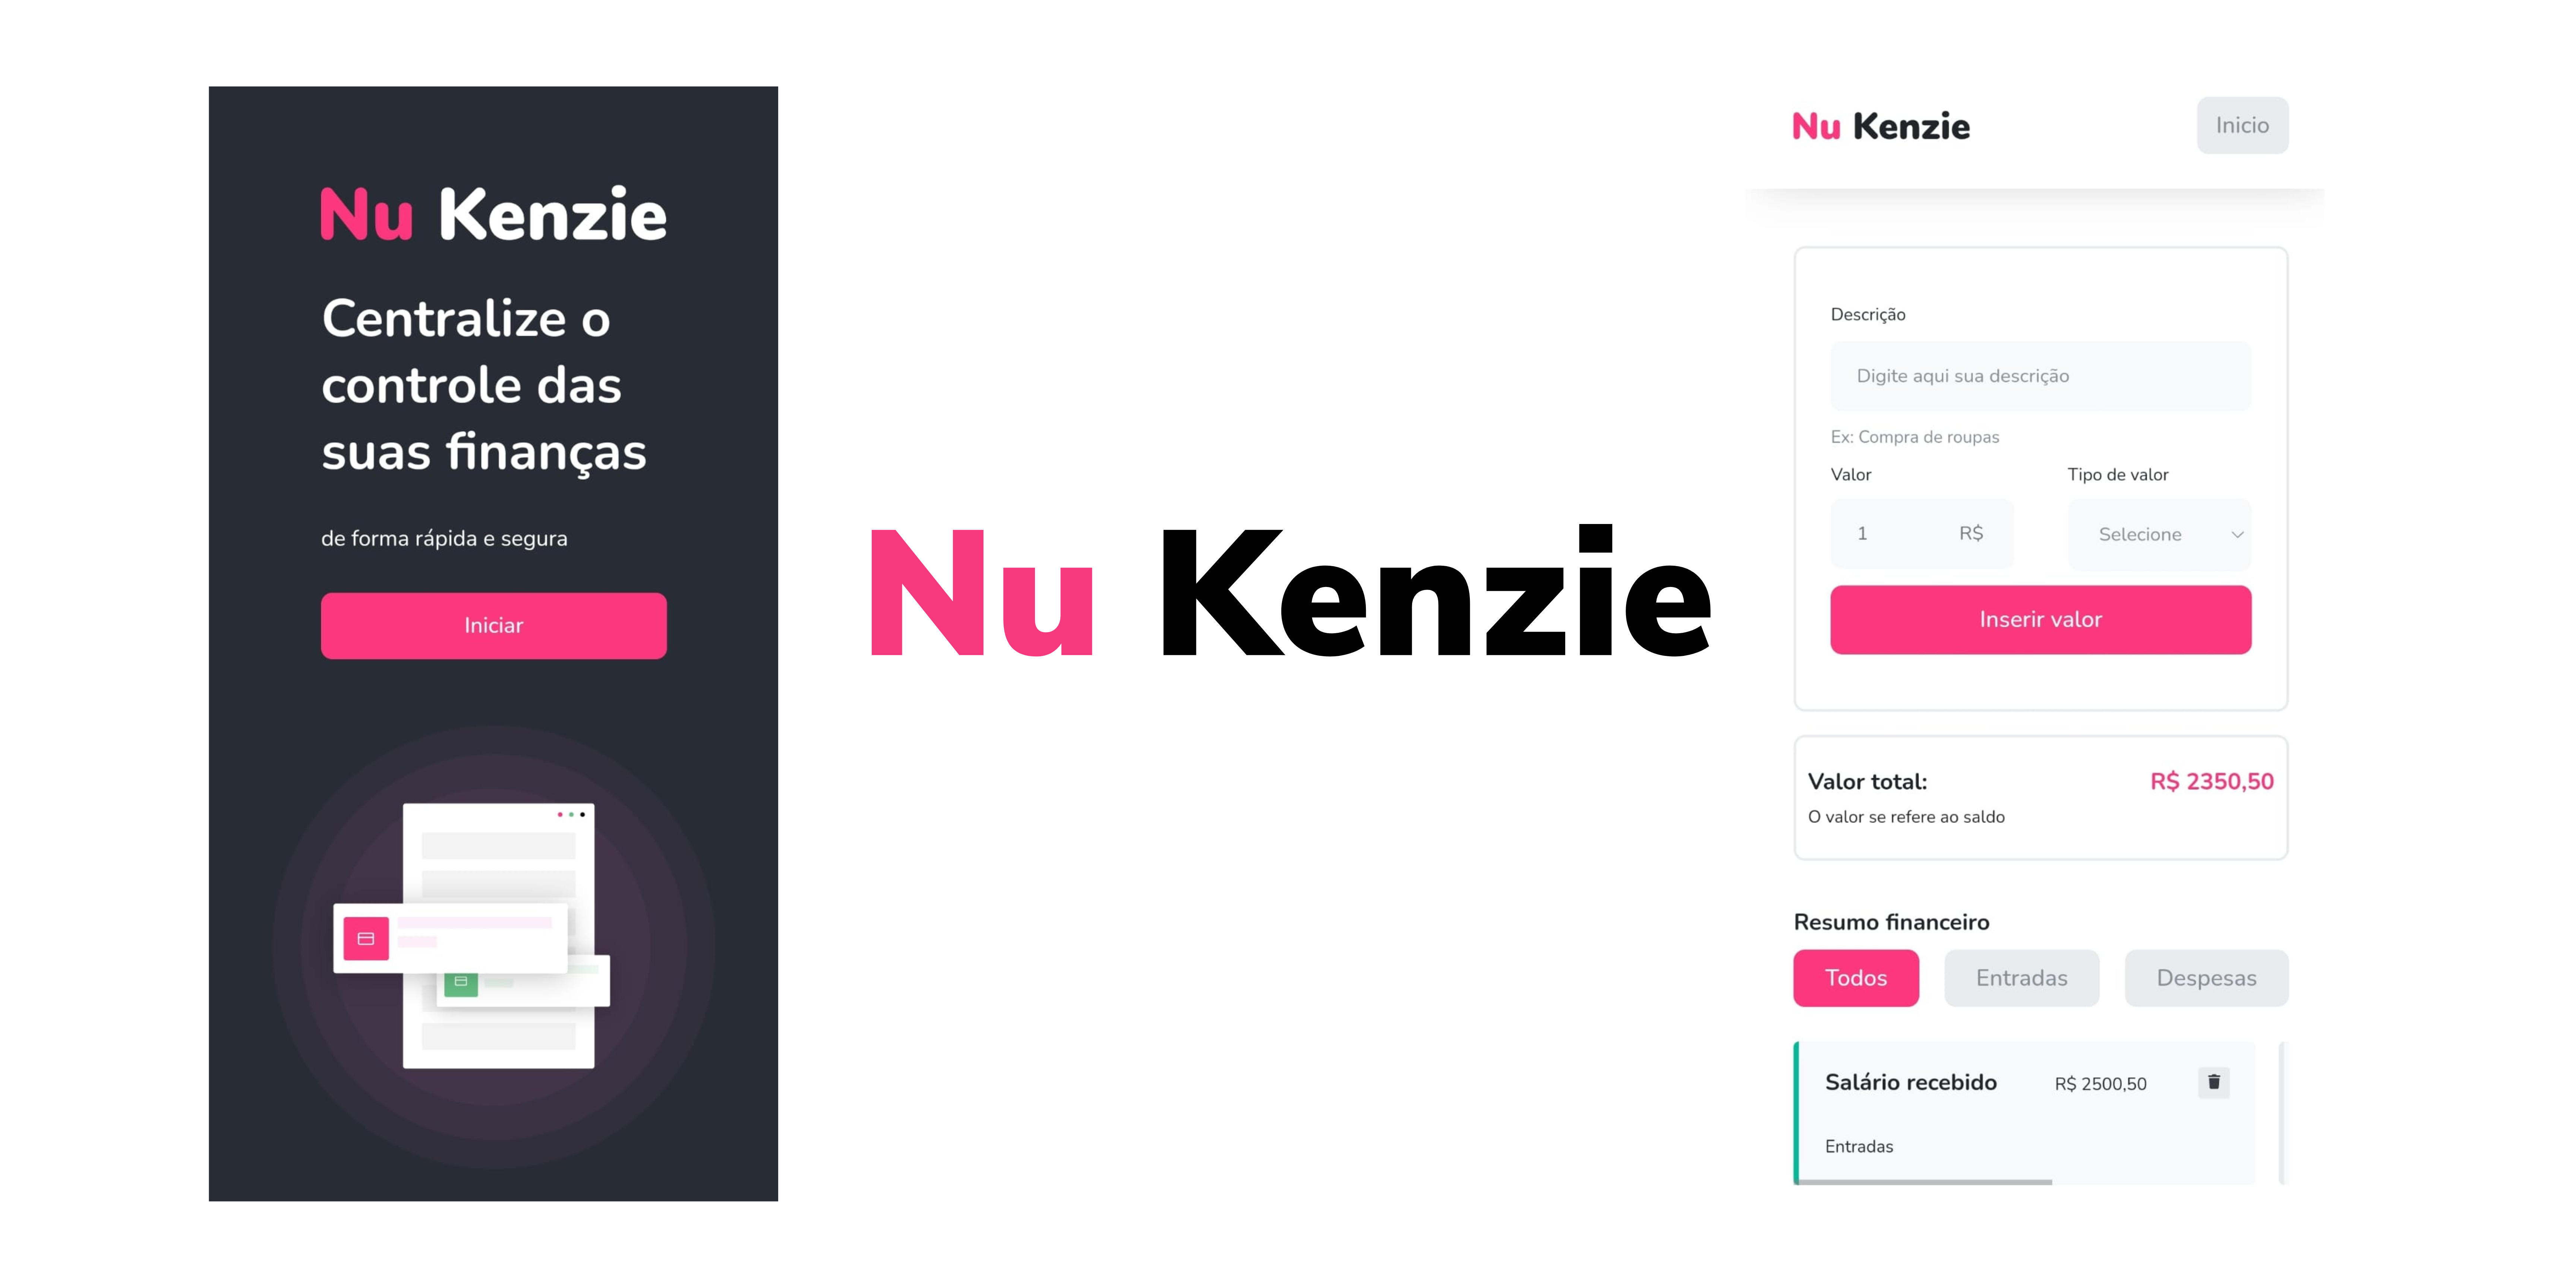 Nu Kenzie
Centralize o
controle das
suas finanças
de forma rápida e segura
Iniciar
Nu Kenzie
Nu Kenzie
Inicio
Descrição
Digite aqui sua descrição
Ex: Compra de roupas
Valor
Tipo de valor
1 R$
Selecione
Inserir valor
Valor total:
R$ 2350,50
O valor se refere ao saldo
Resumo financeiro
Todos
Entradas
Despesas
Salário recebido
R$ 2500,50
Entradas